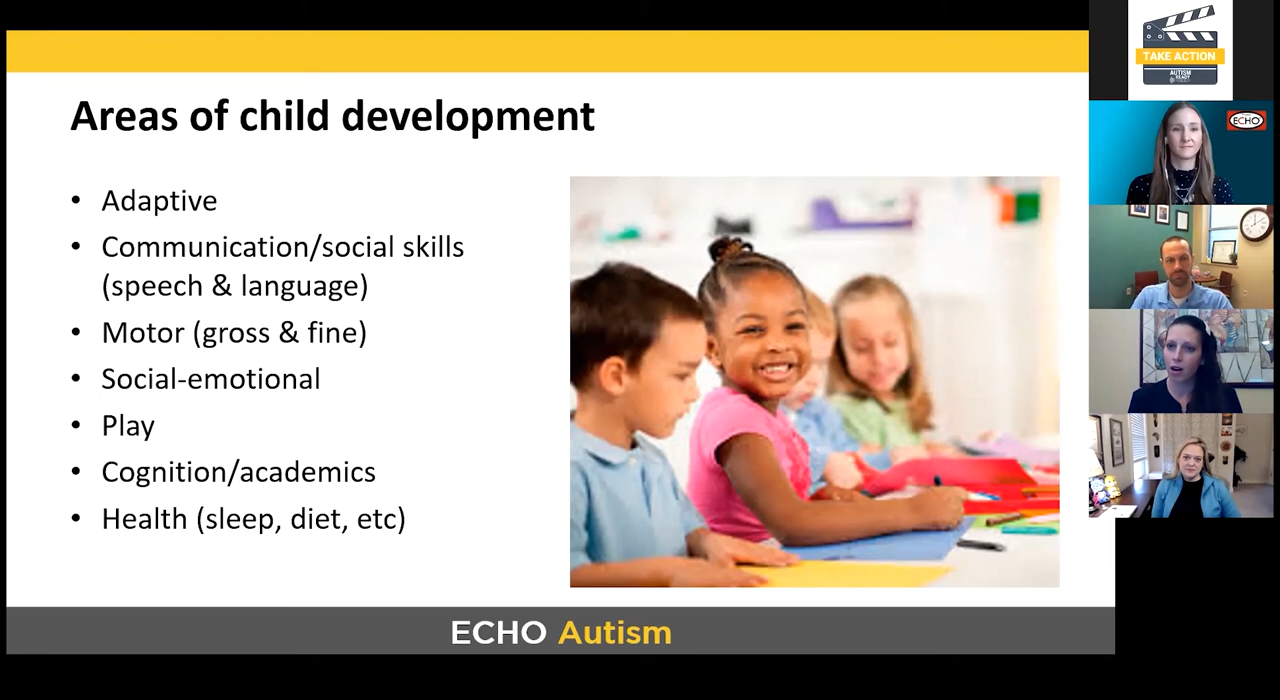 Areas of child development
• Adaptive
• Communication/social skills
(speech & language)
• Motor (gross & fine)
• Social-emotional
• Play
• Cognition/academics
• Health (sleep, diet, etc)
ECHO Autism
TAKE ACTION
AUTISM
READY
ECHO